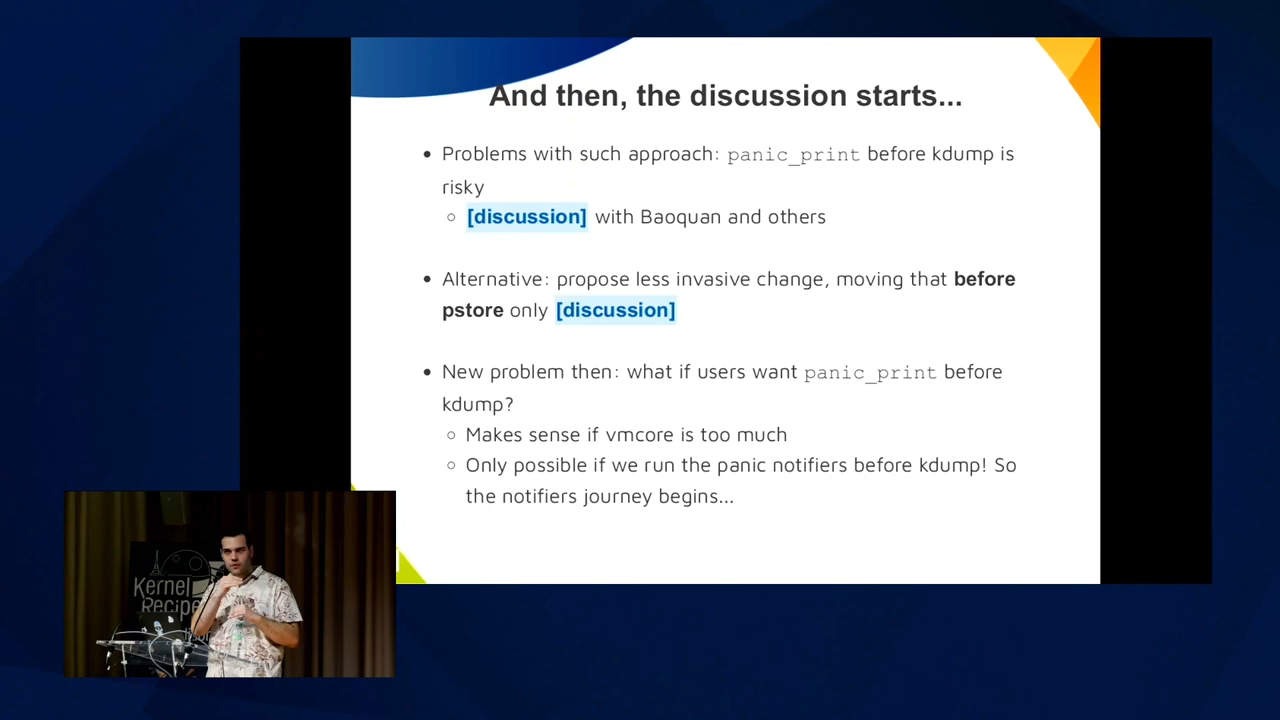 And then, the discussion starts...
• Problems with such approach: panic_print before kdump is
risky
○ [discussion] with Baoquan and others
• Alternative: propose less invasive change, moving that before
pstore only [discussion]
• New problem then: what if users want panic_print before
kdump?
○ Makes sense if vmcore is too much
○ Only possible if we run the panic notifiers before kdump! So
the notifiers journey begins...
Kernel
Recipe